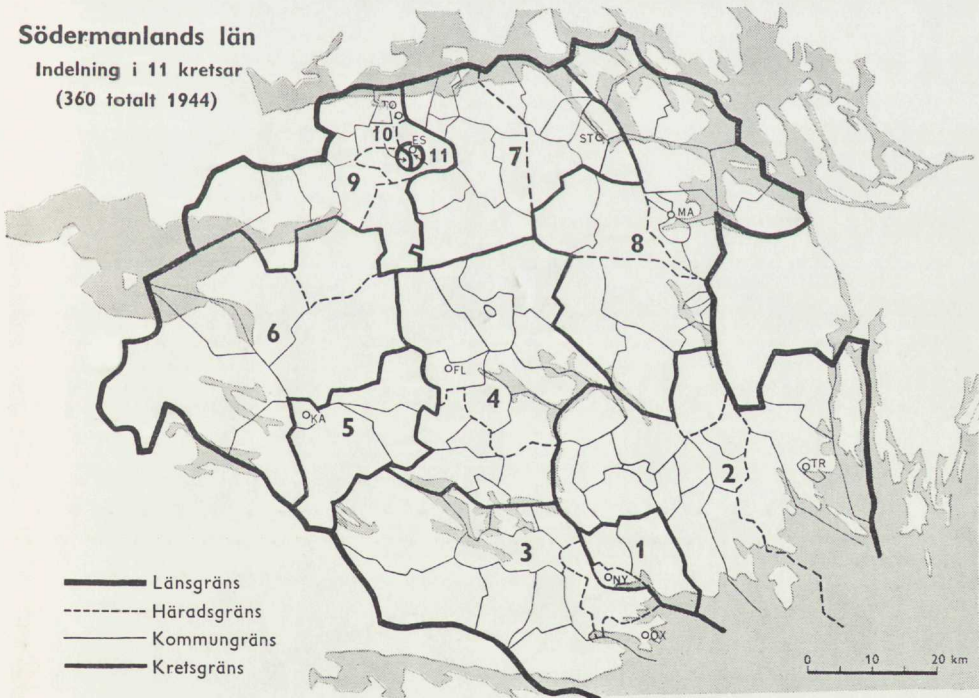 Södermanlands län
Indelning i 11 kretsar
(360 totalt 1944)
TO
10
ES
11
7
ST
9
MA
8
6
FL
4
KA
5
2
TR
3
1
NY
OX
Länsgräns
Häradsgräns
Kommungräns
Kretsgräns
0 10 20 km